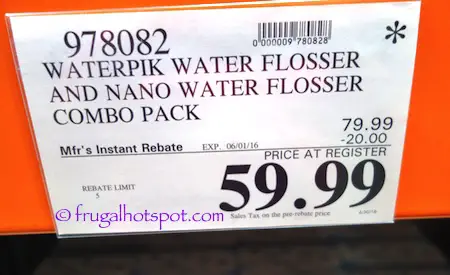 978082
0000009780828
*
WATERPIK WATER FLOSSER
AND NANO WATER FLOSSER
COMBO PACK
79.99
Mfr's Instant Rebate EXP. 06/01/16 -20.00
PRICE AT REGISTER
REBATE LIMIT
5
59.99
© frugalhotspot.com
Sales Tax on the pre-rebate price